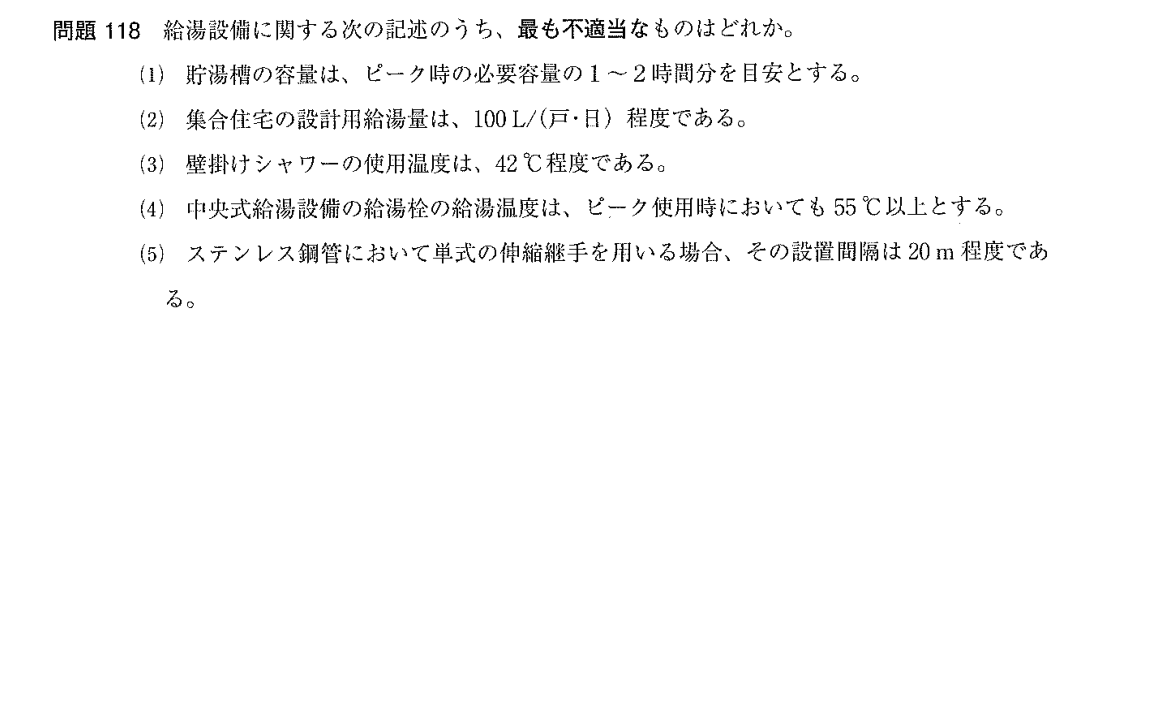 問題 118 給湯設備に関する次の記述のうち、最も不適当なものはどれか。
(1) 貯湯槽の容量は、ピーク時の必要容量の1～2時間分を目安とする。
(2) 集合住宅の設計用給湯量は、100 L/(戸·日)程度である。
(3) 壁掛けシャワーの使用温度は、42℃程度である。
(4) 中央式給湯設備の給湯栓の給湯温度は、ピーク使用時においても 55℃以上とする。
(5) ステンレス鋼管において単式の伸縮継手を用いる場合、その設置間隔は 20 m 程度であ
る。